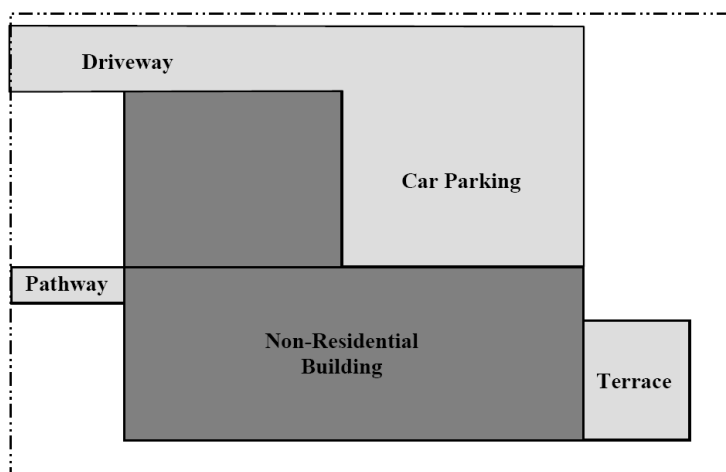 Driveway
Car Parking
Pathway
Non-Residential
Building
Terrace